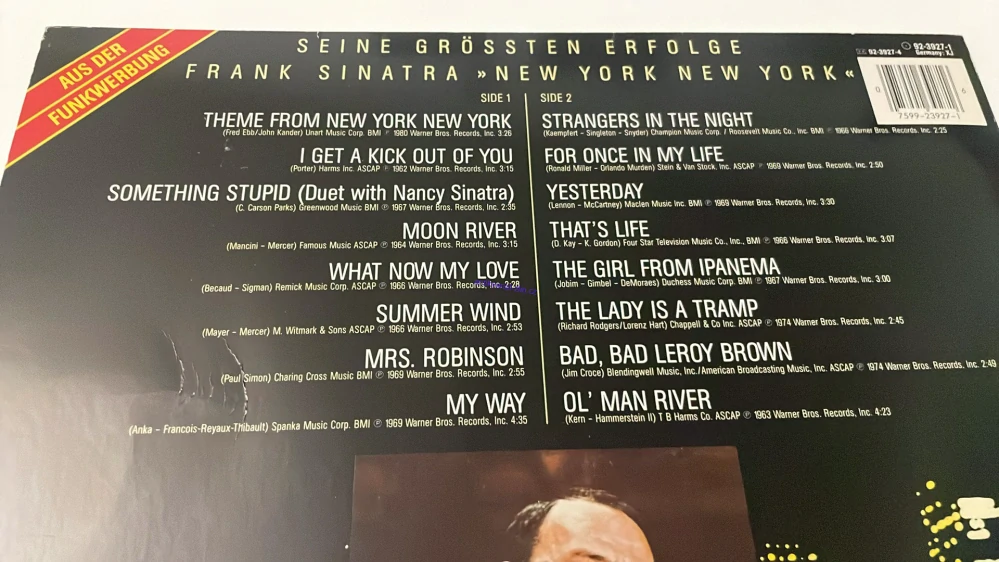 AUS DER
FUNKWERBUNG
SEINE GRÖSSTEN ERFOLGE
FRANK SINATRA »NEW YORK NEW YORK«
92-3927-4
92-3927-1
Germany: XJ
0
6
7599-23927-1
SIDE 1
THEME FROM NEW YORK NEW YORK
(Fred Ebb/John Kander) Unart Music Corp. BMI ℗ 1980 Warner Bros. Records, Inc. 3:26
I GET A KICK OUT OF YOU
(Porter) Harms Inc. ASCAP ℗ 1962 Warner Bros. Records, Inc. 3:15
SOMETHING STUPID (Duet with Nancy Sinatra)
(C. Carson Parks) Greenwood Music BMI ℗ 1967 Warner Bros. Records, Inc. 2:35
MOON RIVER
(Mancini - Mercer) Famous Music ASCAP ℗ 1964 Warner Bros. Records, Inc. 3:15
WHAT NOW MY LOVE
(Becaud - Sigman) Remick Music Corp. ASCAP ℗ 1966 Warner Bros. Records, Inc. 2:28
SUMMER WIND
(Mayer - Mercer) M. Witmark & Sons ASCAP ℗ 1966 Warner Bros. Records, Inc. 2:53
MRS. ROBINSON
(Paul Simon) Charing Cross Music BMI ℗ 1969 Warner Bros. Records, Inc. 2:55
MY WAY
(Anka - Francois-Reyaux-Thibault) Spanka Music Corp. BMI ℗ 1969 Warner Bros. Records, Inc. 4:35
SIDE 2
STRANGERS IN THE NIGHT
(Kaempfert - Singleton - Snyder) Champion Music Corp. / Roosevelt Music Co., Inc. BMI ℗ 1966 Warner Bros. Records, Inc. 2:25
FOR ONCE IN MY LIFE
(Ronald Miller - Orlando Murden) Stein & Van Stock, Inc. ASCAP ℗ 1969 Warner Bros. Records, Inc. 2:50
YESTERDAY
(Lennon - McCartney) Maclen Music Inc. BMI ℗ 1969 Warner Bros. Records, Inc. 3:30
THAT'S LIFE
(D. Kay - K. Gordon) Four Star Television Music Co., Inc., BMI ℗ 1966 Warner Bros. Records, Inc. 3:07
THE GIRL FROM IPANEMA
(Jobim - Gimbel - DeMoraes) Duchess Music Corp. BMI ℗ 1967 Warner Bros. Records, Inc. 3:00
THE LADY IS A TRAMP
(Richard Rodgers/Lorenz Hart) Chappell & Co Inc. ASCAP ℗ 1974 Warner Bros. Records, Inc. 2:45
BAD, BAD LEROY BROWN
(Jim Croce) Blendingwell Music, Inc./American Broadcasting Music, Inc. ASCAP ℗ 1974 Warner Bros. Records, Inc. 2:49
OL' MAN RIVER
(Kern - Hammerstein II) T B Harms Co. ASCAP ℗ 1963 Warner Bros. Records, Inc. 4:23